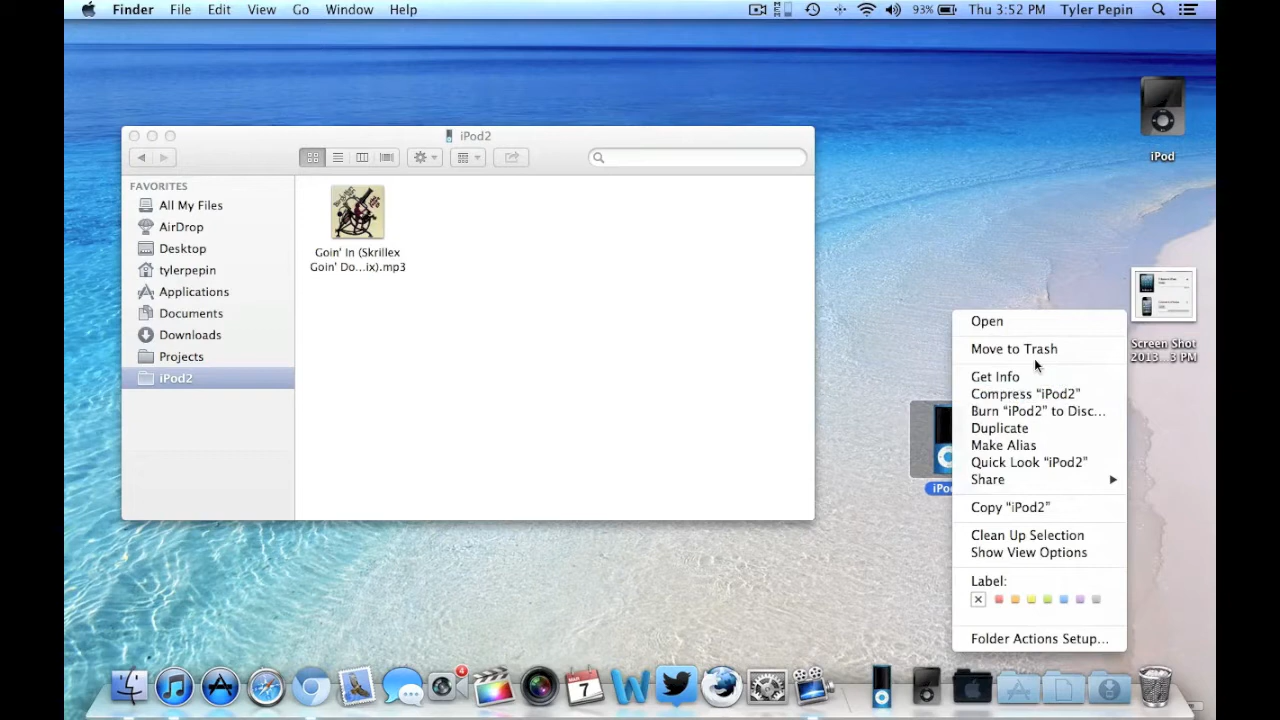 Finder File Edit View Go Window Help 93% Thu 3:52 PM Tyler Pepin
iPod2
FAVORITES
All My Files
AirDrop
Desktop
tylerpepin
Applications
Documents
Downloads
Projects
iPod2
Goin' In (Skrillex
Goin' Do...ix).mp3
iPod
Screen Shot
2013...3 PM
iPo
Open
Move to Trash
Get Info
Compress “iPod2”
Burn “iPod2” to Disc...
Duplicate
Make Alias
Quick Look “iPod2”
Share
Copy “iPod2”
Clean Up Selection
Show View Options
Label:
Folder Actions Setup...
4
7